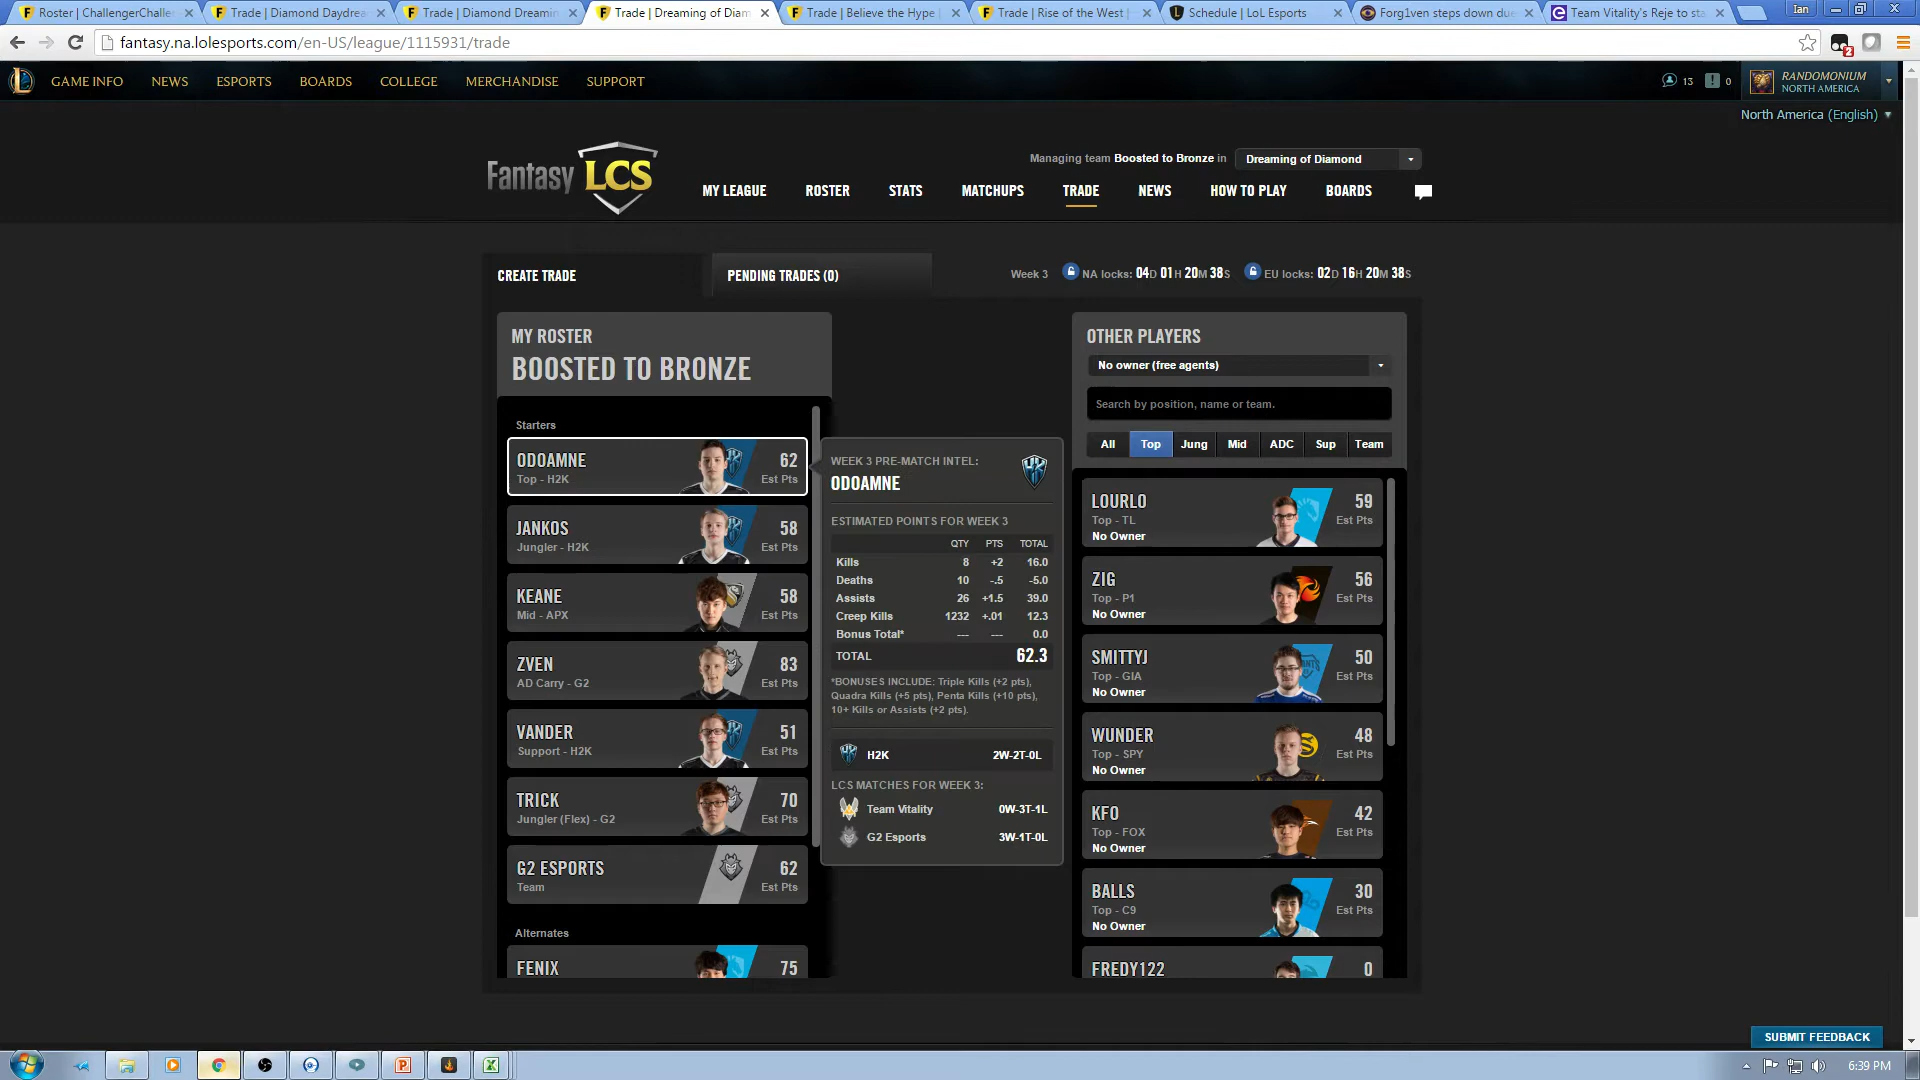 Roster | ChallengerChalle
Trade | Diamond Daydre
Trade | Diamond Dreamin
Trade | Dreaming of Diam
Trade | Believe the Hype
Trade | Rise of the West
Schedule | LoL Esports
Forg1ven steps down due
Team Vitality's Reje to sta
Ian
fantasy.na.lolesports.com/en-US/league/1115931/trade
2
GAME INFO
NEWS
ESPORTS
BOARDS
COLLEGE
MERCHANDISE
SUPPORT
13
0
RANDOMONIUM
NORTH AMERICA
North America (English)
Fantasy LCS
Managing team Boosted to Bronze in
Dreaming of Diamond
MY LEAGUE
ROSTER
STATS
MATCHUPS
TRADE
NEWS
HOW TO PLAY
BOARDS
CREATE TRADE
PENDING TRADES (0)
Week 3
NA locks: 04D 01H 20M 38S
EU locks: 02D 16H 20M 38S
MY ROSTER
BOOSTED TO BRONZE
Starters
ODOAMNE 62
Top - H2K Est Pts
JANKOS 58
Jungler - H2K Est Pts
KEANE 58
Mid - APX Est Pts
ZVEN 83
AD Carry - G2 Est Pts
VANDER 51
Support - H2K Est Pts
TRICK 70
Jungler (Flex) - G2 Est Pts
G2 ESPORTS 62
Team Est Pts
Alternates
FENIX 75
WEEK 3 PRE-MATCH INTEL:
ODOAMNE
ESTIMATED POINTS FOR WEEK 3
QTY PTS TOTAL
Kills 8 +2 16.0
Deaths 10 -.5 -5.0
Assists 26 +1.5 39.0
Creep Kills 1232 +.01 12.3
Bonus Total* --- --- 0.0
TOTAL 62.3
*BONUSES INCLUDE: Triple Kills (+2 pts),
Quadra Kills (+5 pts), Penta Kills (+10 pts),
10+ Kills or Assists (+2 pts).
H2K 2W-2T-0L
LCS MATCHES FOR WEEK 3:
Team Vitality 0W-3T-1L
G2 Esports 3W-1T-0L
OTHER PLAYERS
No owner (free agents)
Search by position, name or team.
All
Top
Jung
Mid
ADC
Sup
Team
LOURLO 59
Top - TL Est Pts
No Owner
ZIG 56
Top - P1 Est Pts
No Owner
SMITTYJ 50
Top - GIA Est Pts
No Owner
WUNDER 48
Top - SPY Est Pts
No Owner
KFO 42
Top - FOX Est Pts
No Owner
BALLS 30
Top - C9 Est Pts
No Owner
FREDY122 0
SUBMIT FEEDBACK
6:39 PM